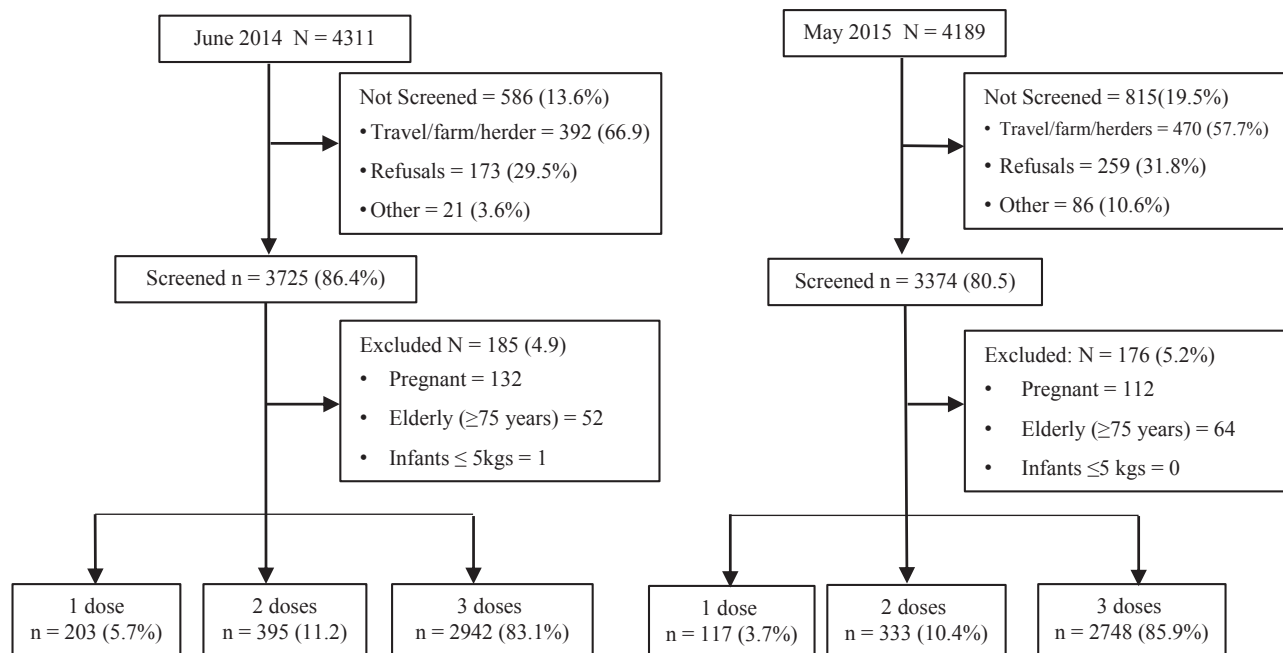 June 2014 N = 4311
Not Screened = 586 (13.6%)
•Travel/farm/herder = 392 (66.9)
•Refusals = 173 (29.5%)
•Other = 21 (3.6%)
Screened n = 3725 (86.4%)
Excluded N = 185 (4.9)
• Pregnant = 132
• Elderly (≥75 years) = 52
• Infants ≤ 5kgs = 1
1 dose
n = 203 (5.7%)
2 doses
n = 395 (11.2)
3 doses
n = 2942 (83.1%)
May 2015 N = 4189
Not Screened = 815(19.5%)
• Travel/farm/herders = 470 (57.7%)
• Refusals = 259 (31.8%)
• Other = 86 (10.6%)
Screened n = 3374 (80.5)
Excluded: N = 176 (5.2%)
• Pregnant = 112
• Elderly (≥75 years) = 64
• Infants ≤5 kgs = 0
1 dose
n = 117 (3.7%)
2 doses
n = 333 (10.4%)
3 doses
n = 2748 (85.9%)